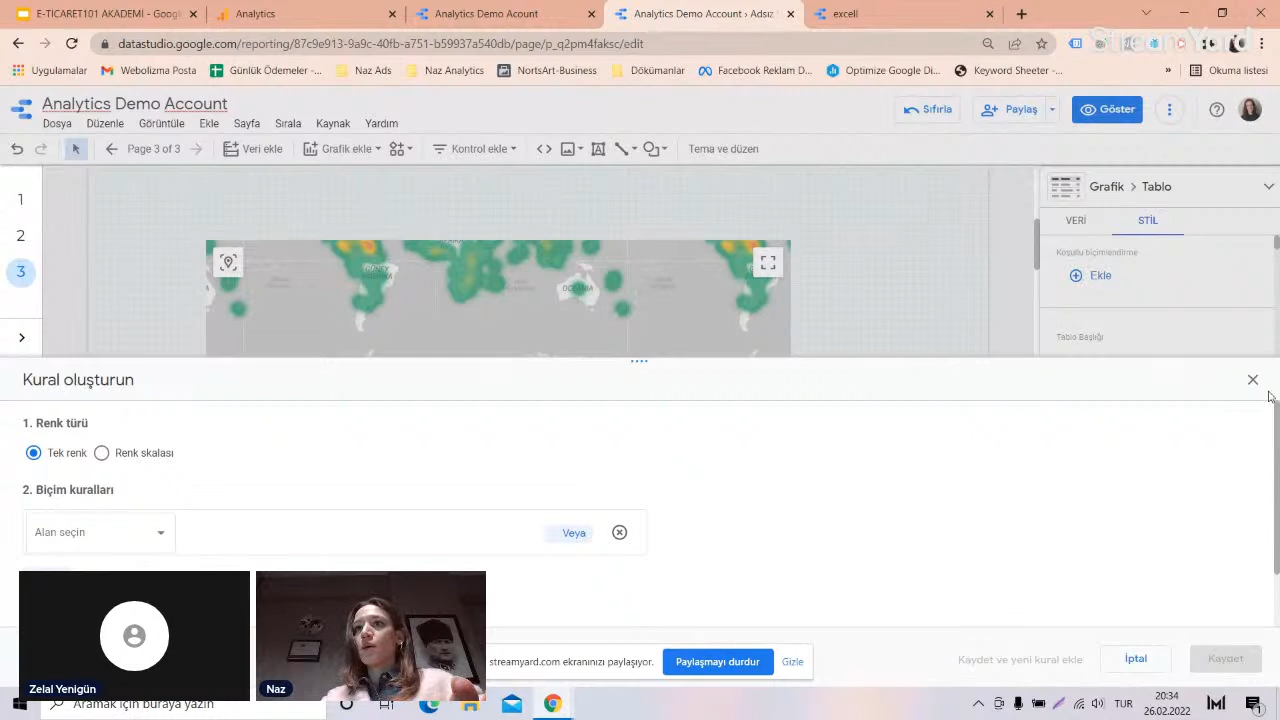 E-TİCARET101 AKADEMİ - Googl
Analytics
Analytics Demo Acount
Analytics Demo Account › Adsız
excell
StreamYard
datastudio.google.com/reporting/87c9e913-9a9c-40fb-a751-b59937a540db/page/p_q2pm4faksc/edit
Uygulamalar
Webolizma Posta
Günlük Ödemeler -...
Naz Ads
Naz Analytics
NortsArt-Business
Dökümanlar
Facebook Reklam D...
Optimize Google Di...
Keyword Sheeter -...
»
Okuma listesi
Analytics Demo Account
Sıfırla
Paylaş
Göster
Dosya
Düzenle
Görüntüle
Ekle
Sayfa
Sırala
Kaynak
Yardım
Page 3 of 3
Veri ekle
Grafik ekle
Kontrol ekle
Tema ve düzen
1
2
3
Grafik > Tablo
VERİ
STİL
Koşullu biçimlendirme
Ekle
Tablo Başlığı
GÜNEY
OCEANIA
Kural oluşturun
1. Renk türü
Tek renk
Renk skalası
2. Biçim kuralları
Alan seçin
Veya
Zelal Yenigün
Naz
streamyard.com ekranınızı paylaşıyor.
Paylaşmayı durdur
Gizle
Kaydet ve yeni kural ekle
İptal
Kaydet
Aramak için buraya yazın
TUR
20:34
26.02.2022
1